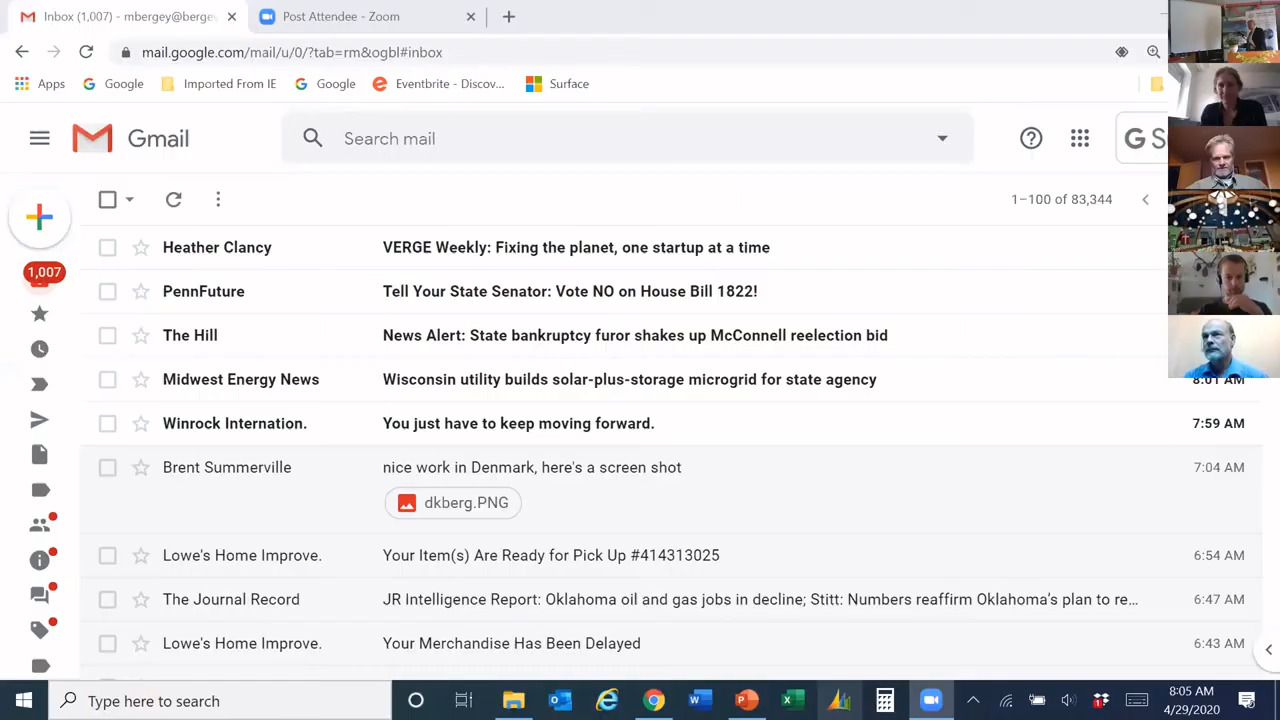 Inbox (1,007) - mbergey@berge
Post Attendee - Zoom
mail.google.com/mail/u/0/?tab=rm&ogbl#inbox
Apps
Google
Imported From IE
Google
Eventbrite - Discov...
Surface
Gmail
Search mail
G S
1–100 of 83,344
1,007
Heather Clancy
VERGE Weekly: Fixing the planet, one startup at a time
PennFuture
Tell Your State Senator: Vote NO on House Bill 1822!
The Hill
News Alert: State bankruptcy furor shakes up McConnell reelection bid
Midwest Energy News
Wisconsin utility builds solar-plus-storage microgrid for state agency
8:01 AM
Winrock Internation.
You just have to keep moving forward.
7:59 AM
Brent Summerville
nice work in Denmark, here's a screen shot
7:04 AM
dkberg.PNG
Lowe's Home Improve.
Your Item(s) Are Ready for Pick Up #414313025
6:54 AM
The Journal Record
JR Intelligence Report: Oklahoma oil and gas jobs in decline; Stitt: Numbers reaffirm Oklahoma's plan to re...
6:47 AM
Lowe's Home Improve.
Your Merchandise Has Been Delayed
6:43 AM
Type here to search
8:05 AM
4/29/2020